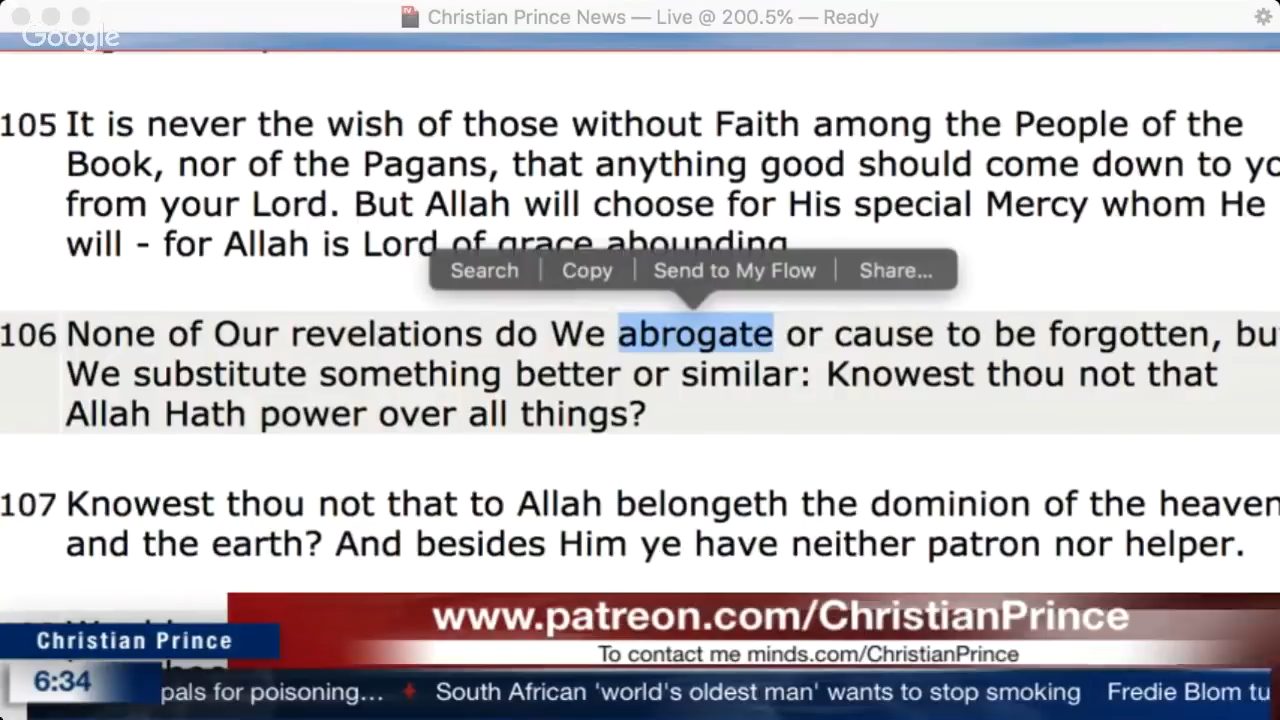 Christian Prince News — Live @ 200.5% — Ready
Google
105 It is never the wish of those without Faith among the People of the
Book, nor of the Pagans, that anything good should come down to yo
from your Lord. But Allah will choose for His special Mercy whom He
will - for Allah is Lord of grace abounding
Search Copy Send to My Flow Share...
106 None of Our revelations do We abrogate or cause to be forgotten, bu
We substitute something better or similar: Knowest thou not that
Allah Hath power over all things?
107 Knowest thou not that to Allah belongeth the dominion of the heaven
and the earth? And besides Him ye have neither patron nor helper.
www.patreon.com/ChristianPrince
Christian Prince
To contact me minds.com/ChristianPrince
6:34
pals for poisoning... South African 'world's oldest man' wants to stop smoking Fredie Blom tu